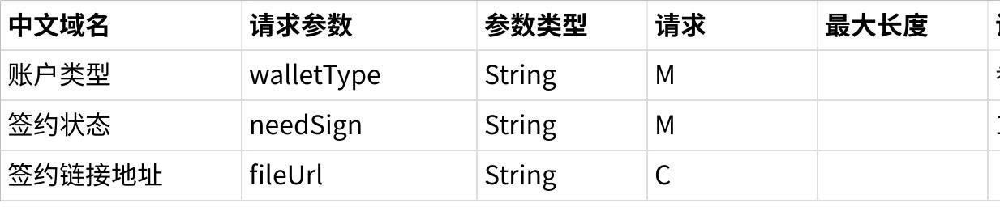 中文域名 请求参数 参数类型 请求 最大长度
账户类型 walletType String M
签约状态 needSign String M
签约链接地址 fileUrl String C